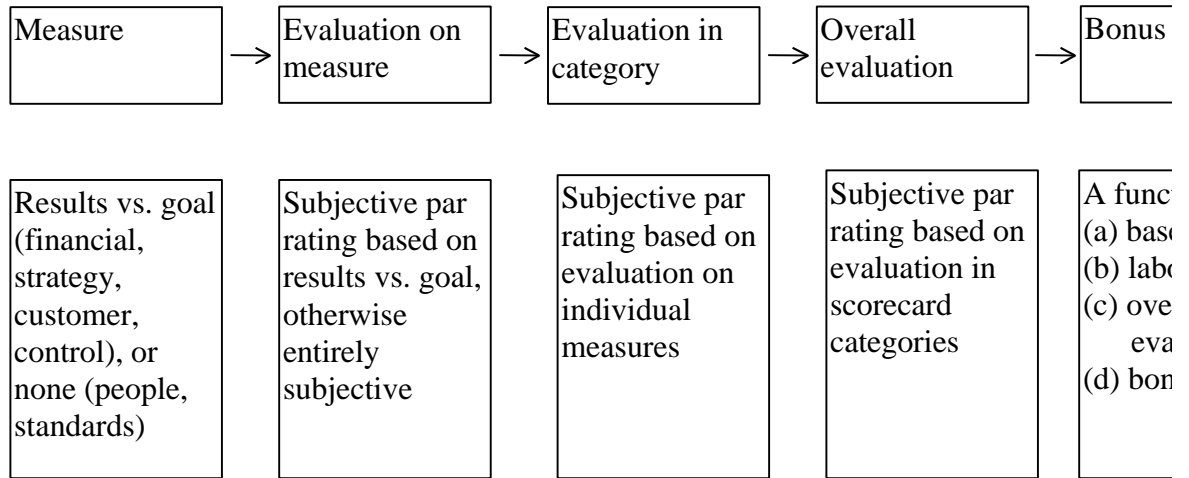 Measure
Evaluation on
measure
Evaluation in
category
Overall
evaluation
Bonus
Results vs. goal
(financial,
strategy,
customer,
control), or
none (people,
standards)
Subjective par
rating based on
results vs. goal,
otherwise
entirely
subjective
Subjective par
rating based on
evaluation on
individual
measures
Subjective par
rating based on
evaluation in
scorecard
categories
A
(a)
(b)
(c)
(d)